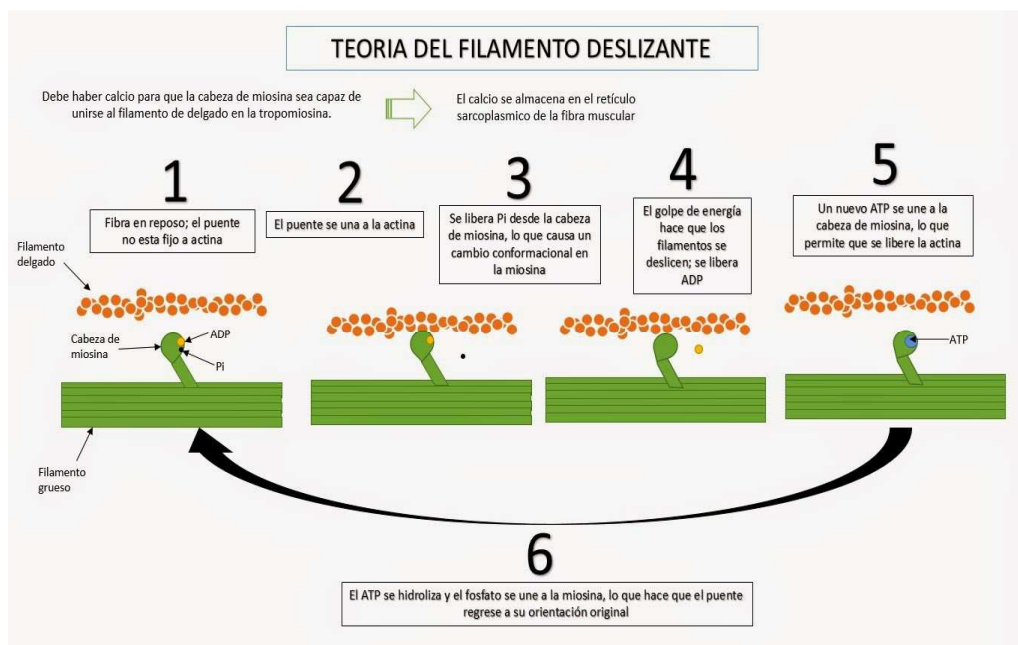 TEORIA DEL FILAMENTO DESLIZANTE
Debe haber calcio para que la cabeza de miosina sea capaz de
unirse al filamento de delgado en la tropomiosina.
El calcio se almacena en el retículo
sarcoplasmico de la fibra muscular
1
Fibra en reposo; el puente
no esta fijo a actina
2
El puente se una a la actina
3
Se libera Pi desde la cabeza
de miosina, lo que causa un
cambio conformacional en
la miosina
4
El golpe de energía
hace que los
filamentos se
deslicen; se libera
ADP
5
Un nuevo ATP se une a la
cabeza de miosina, lo que
permite que se libere la actina
Filamento
delgado
Cabeza de
miosina
ADP
Pi
ATP
Filamento
grueso
6
El ATP se hidroliza y el fosfato se une a la miosina, lo que hace que el puente
regrese a su orientación original